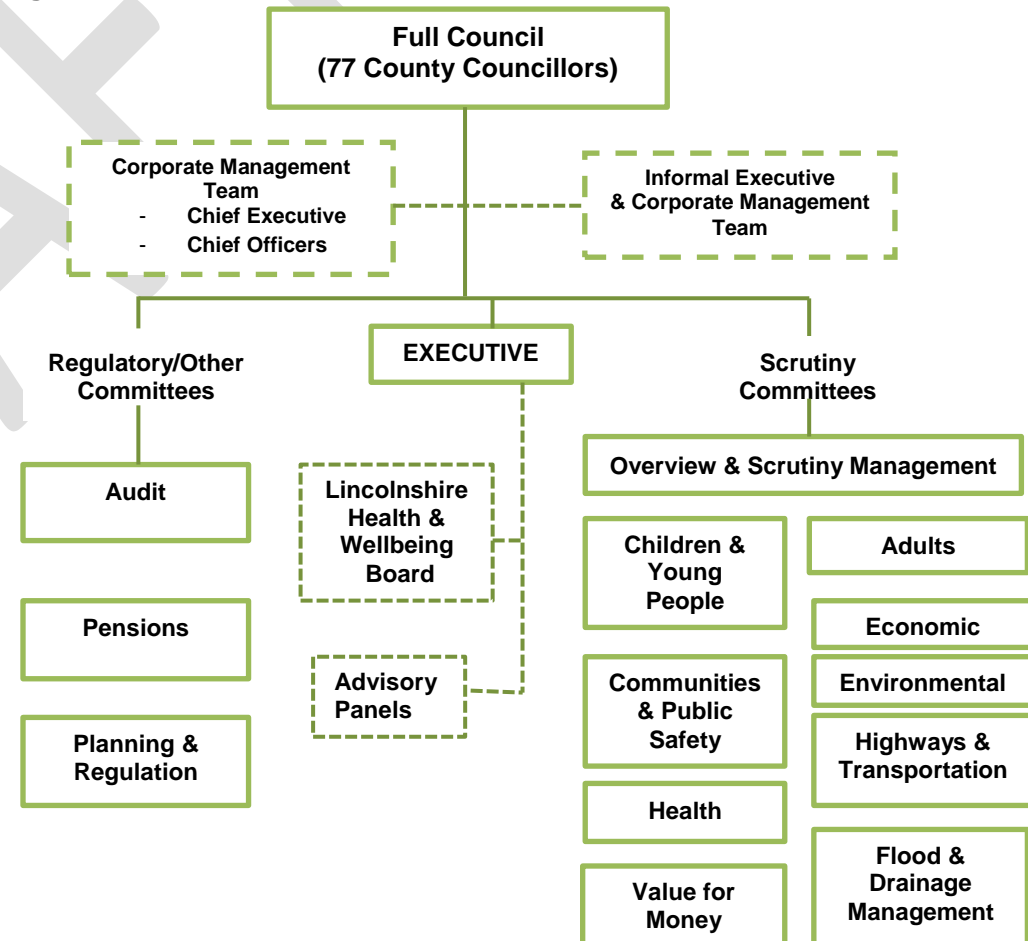 Full Council
(77 County Councillors)
Corporate Management
Team
- Chief Executive
- Chief Officers
Informal Executive
& Corporate Management
Team
Regulatory/Other
Committees
EXECUTIVE
Scrutiny
Committees
Audit
Pensions
Planning &
Regulation
Lincolnshire
Health &
Wellbeing
Board
Advisory
Panels
Overview & Scrutiny Management
Children &
Young
People
Adults
Economic
Communities
& Public
Safety
Environmental
Highways &
Transportation
Health
Flood &
Drainage
Management
Value for
Money